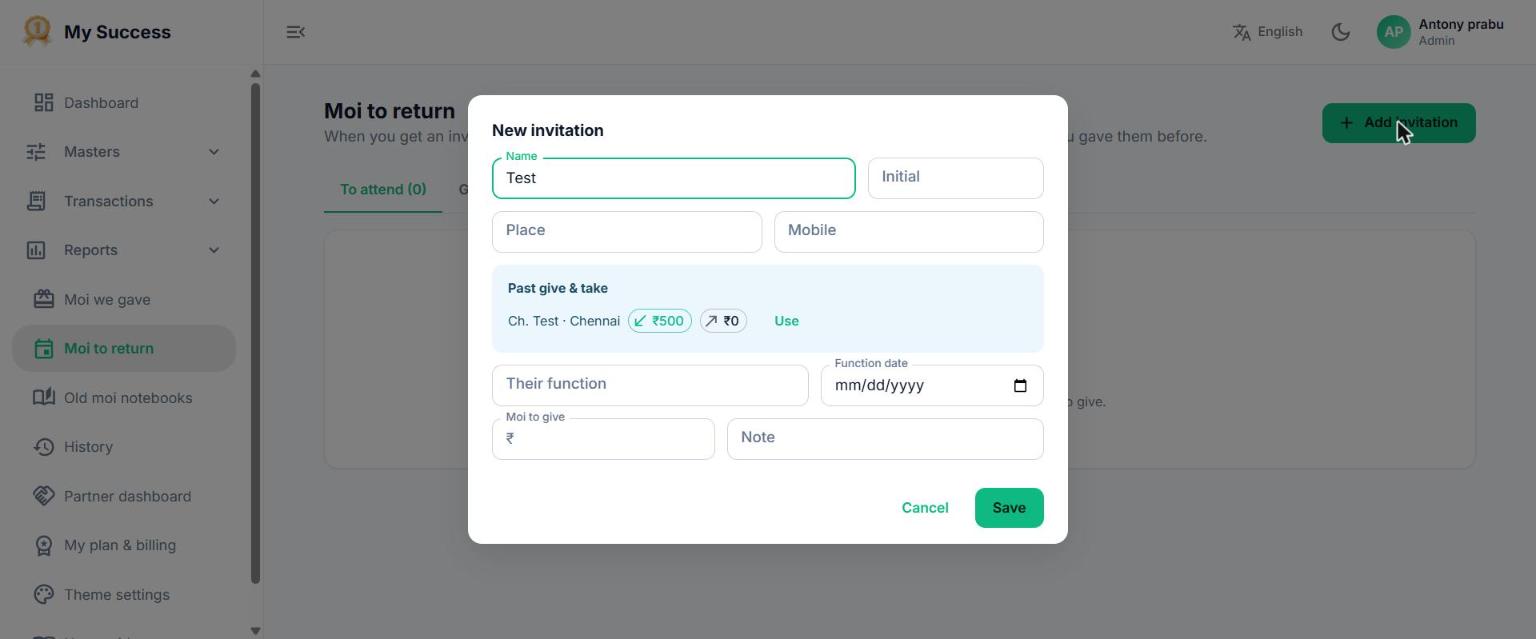 My Success
English
AP
Antony prabu
Admin
Dashboard
Masters
Transactions
Reports
Moi we gave
Moi to return
Old moi notebooks
History
Partner dashboard
My plan & billing
Theme settings
Moi to return
When you get an inv
u gave them before.
+ Add invitation
To attend (0)
G
o give.
New invitation
Name
Test
Initial
Place
Mobile
Past give & take
Ch. Test · Chennai ↙ ₹500 ↗ ₹0 Use
Their function
Function date
mm/dd/yyyy
Moi to give
₹
Note
Cancel
Save